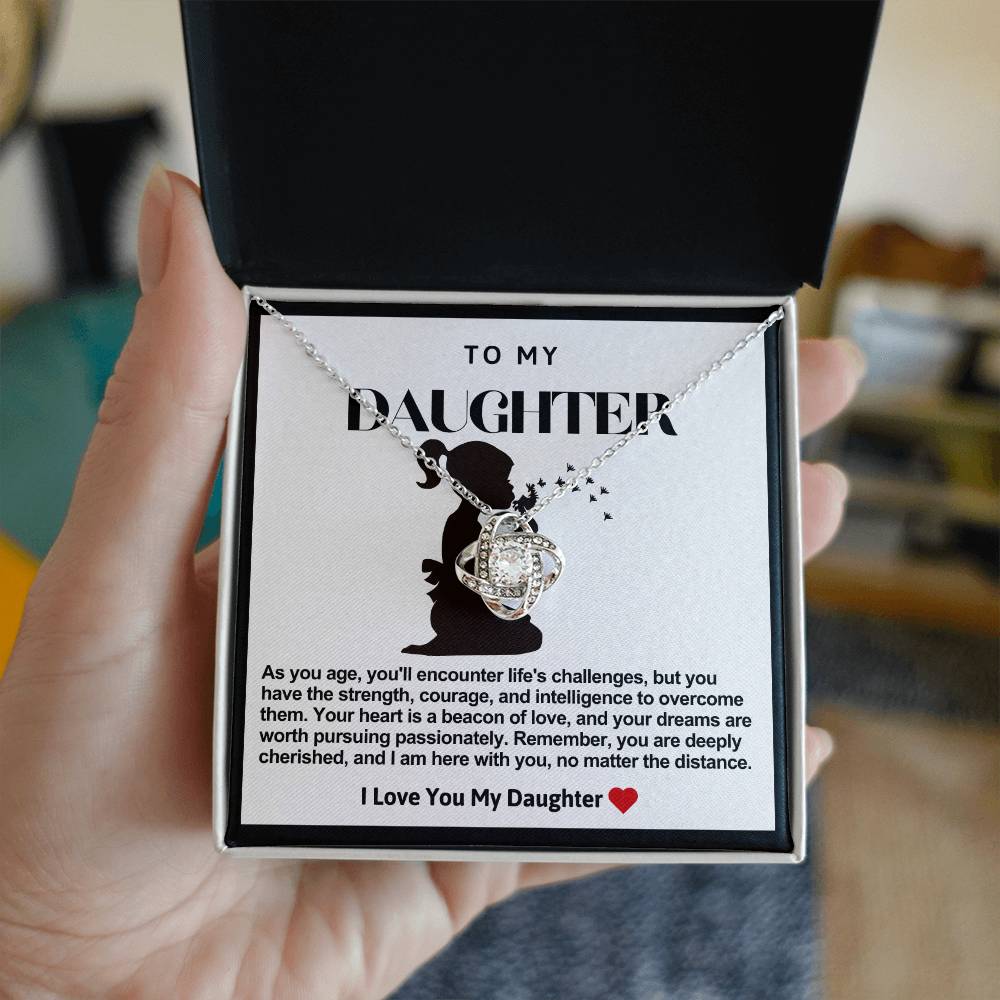 TO MY
DAUGHTER
As you age, you'll encounter life's challenges, but you
have the strength, courage, and intelligence to overcome
them. Your heart is a beacon of love, and your dreams are
worth pursuing passionately. Remember, you are deeply
cherished, and I am here with you, no matter the distance.
I Love You My Daughter